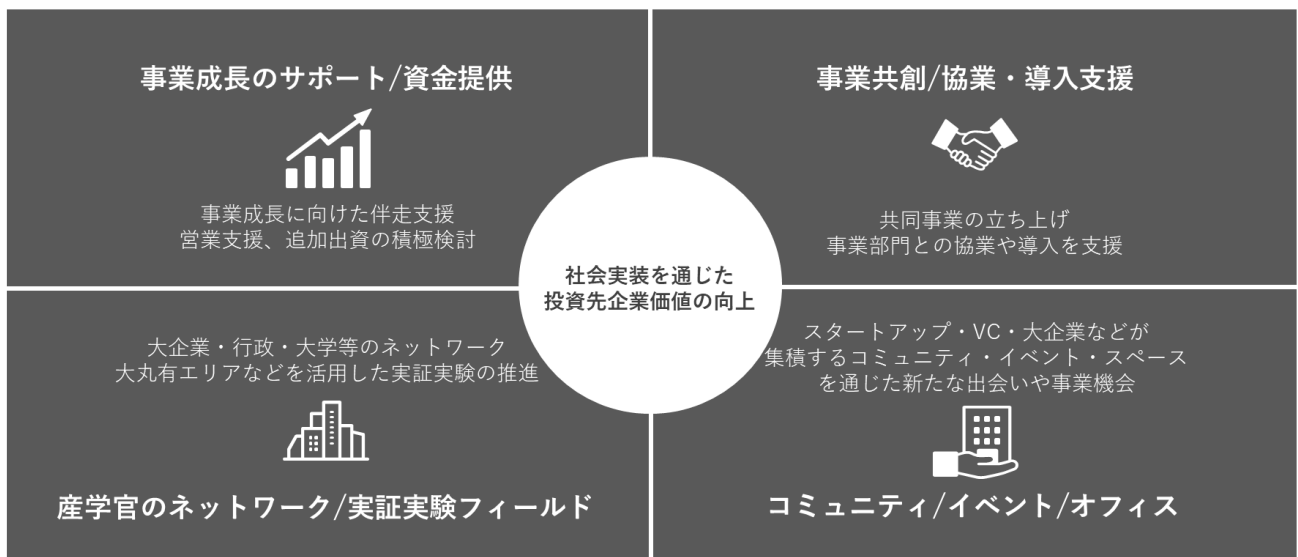 事業成長のサポート/資金提供
事業成長に向けた伴走支援
営業支援、追加出資の積極検討
事業共創/協業・導入支援
共同事業の立ち上げ
事業部門との協業や導入を支援
社会実装を通じた
投資先企業価値の向上
大企業・行政・大学等のネットワーク
大丸有エリアなどを活用した実証実験の推進
産学官のネットワーク/実証実験フィールド
スタートアップ・VC・大企業などが
集積するコミュニティ・イベント・スペース
を通じた新たな出会いや事業機会
コミュニティ/イベント/オフィス